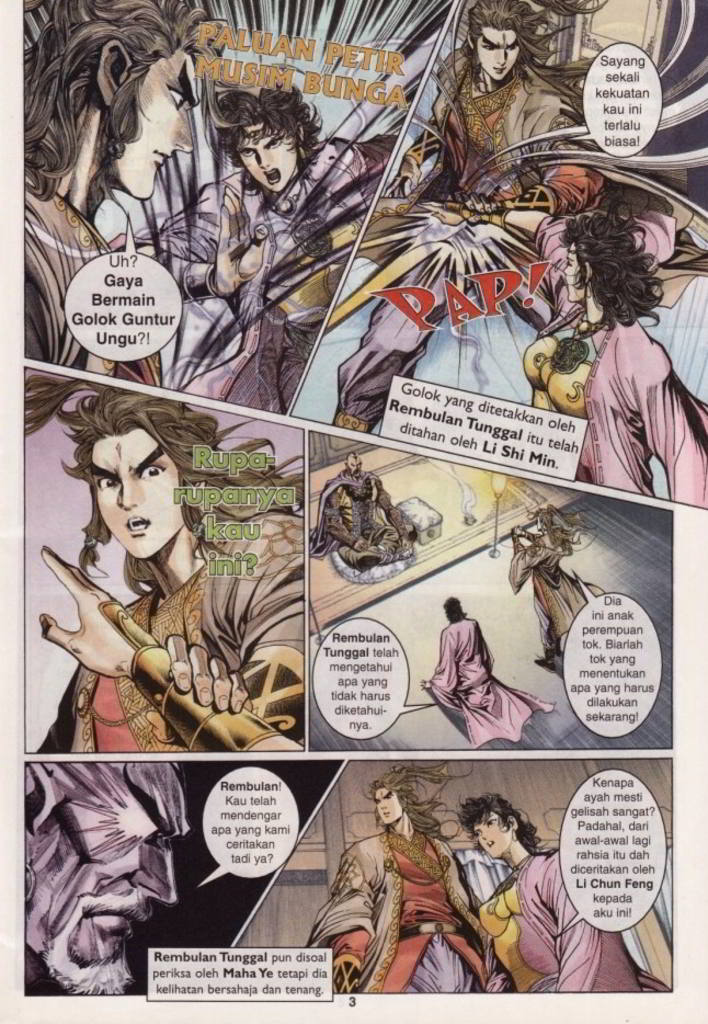 PALUAN PETIR
MUSIM BUNGA
Uh?
Gaya
Bermain
Golok Guntur
Ungu?!
Sayang
sekali
kekuatan
kau ini
terlalu
biasa!
PAP!
Golok yang ditetakkan oleh
Rembulan Tunggal itu telah
ditahan oleh Li Shi Min.
Rupa-
rupanya
kau
ini?
Rembulan
Tunggal telah
mengetahui
apa yang
tidak harus
diketahui-
nya.
Dia
ini anak
perempuan
tok. Biarlah
tok yang
menentukan
apa yang harus
dilakukan
sekarang!
Rembulan!
Kau telah
mendengar
apa yang kami
ceritakan
tadi ya?
Rembulan Tunggal pun disoal
periksa oleh Maha Ye tetapi dia
kelihatan bersahaja dan tenang.
Kenapa
ayah mesti
gelisah sangat?
Padahal, dari
awal-awal lagi
rahsia itu dah
diceritakan oleh
Li Chun Feng
kepada
aku ini!
3